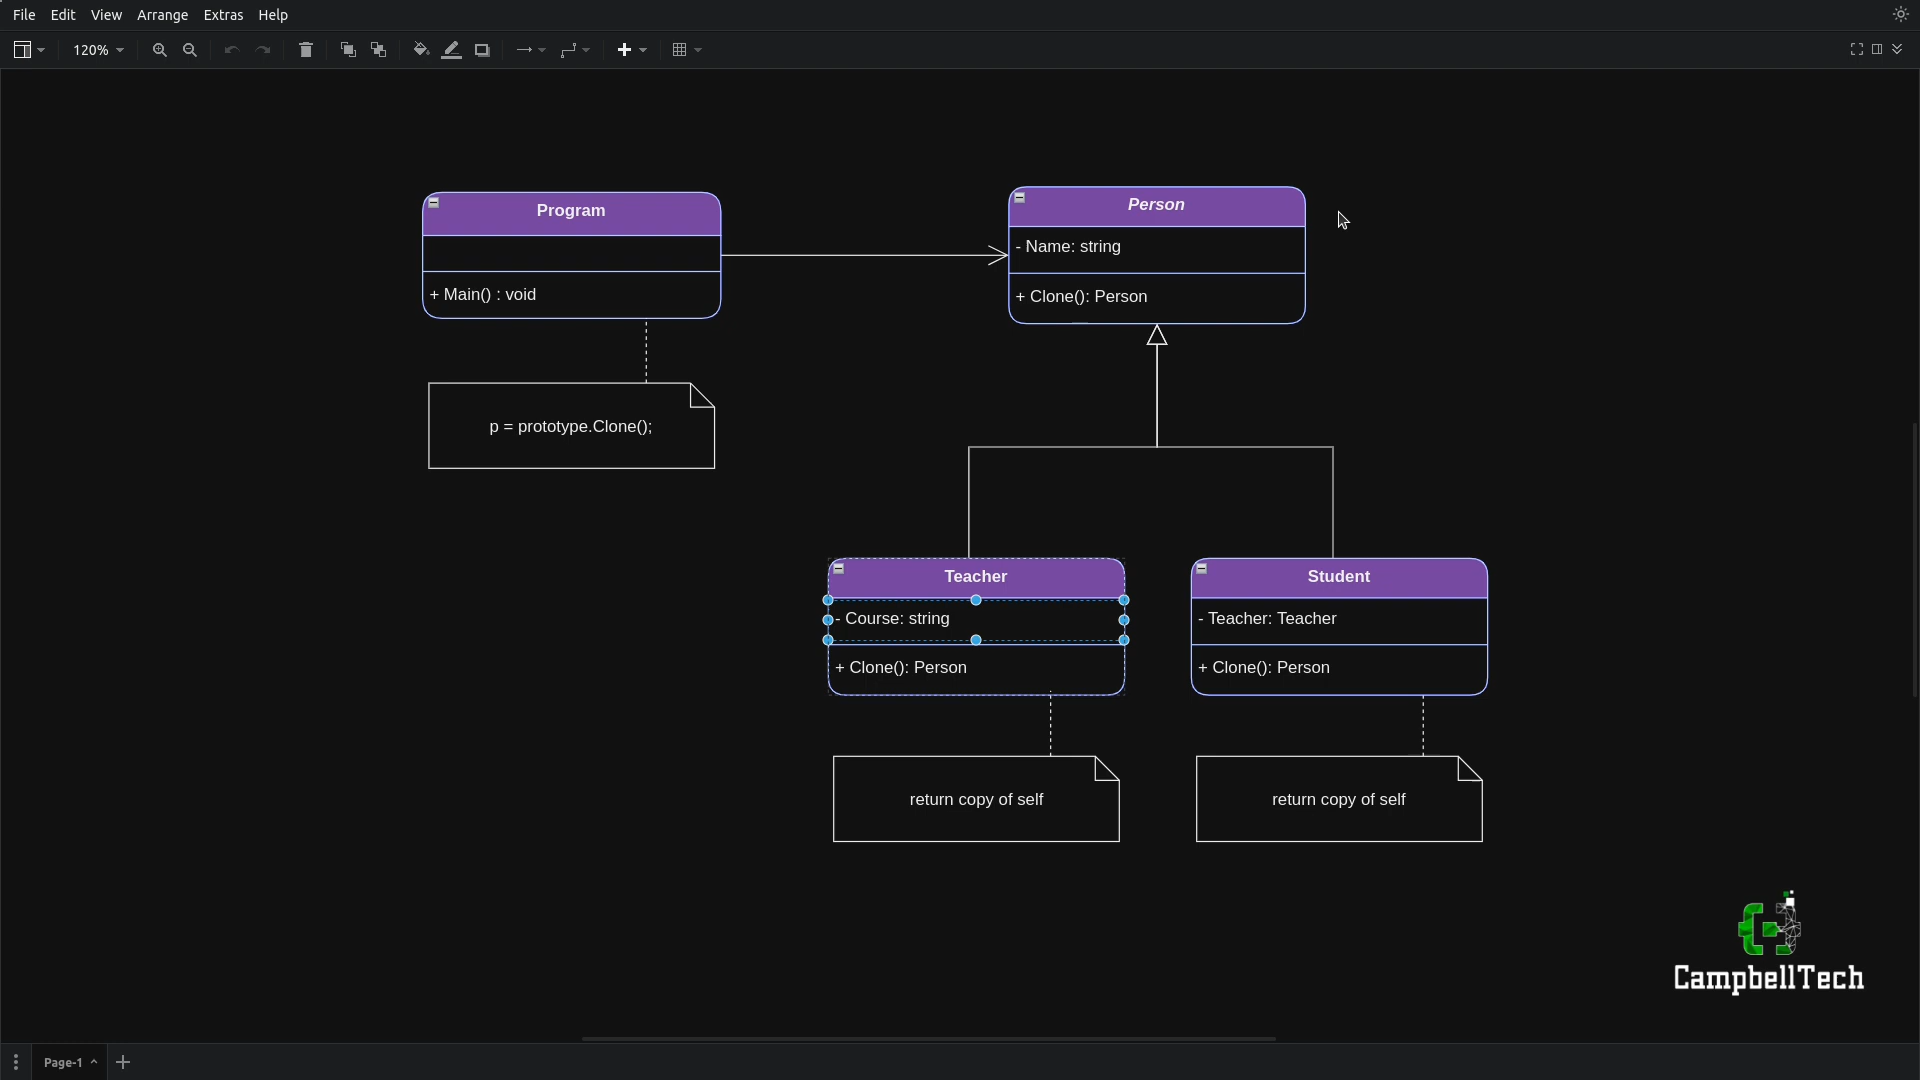 File Edit View Arrange Extras Help
120%
Program
+ Main() : void
p = prototype.Clone();
Person
- Name: string
+ Clone(): Person
Teacher
- Course: string
+ Clone(): Person
return copy of self
Student
- Teacher: Teacher
+ Clone(): Person
return copy of self
CampbellTech
Page-1